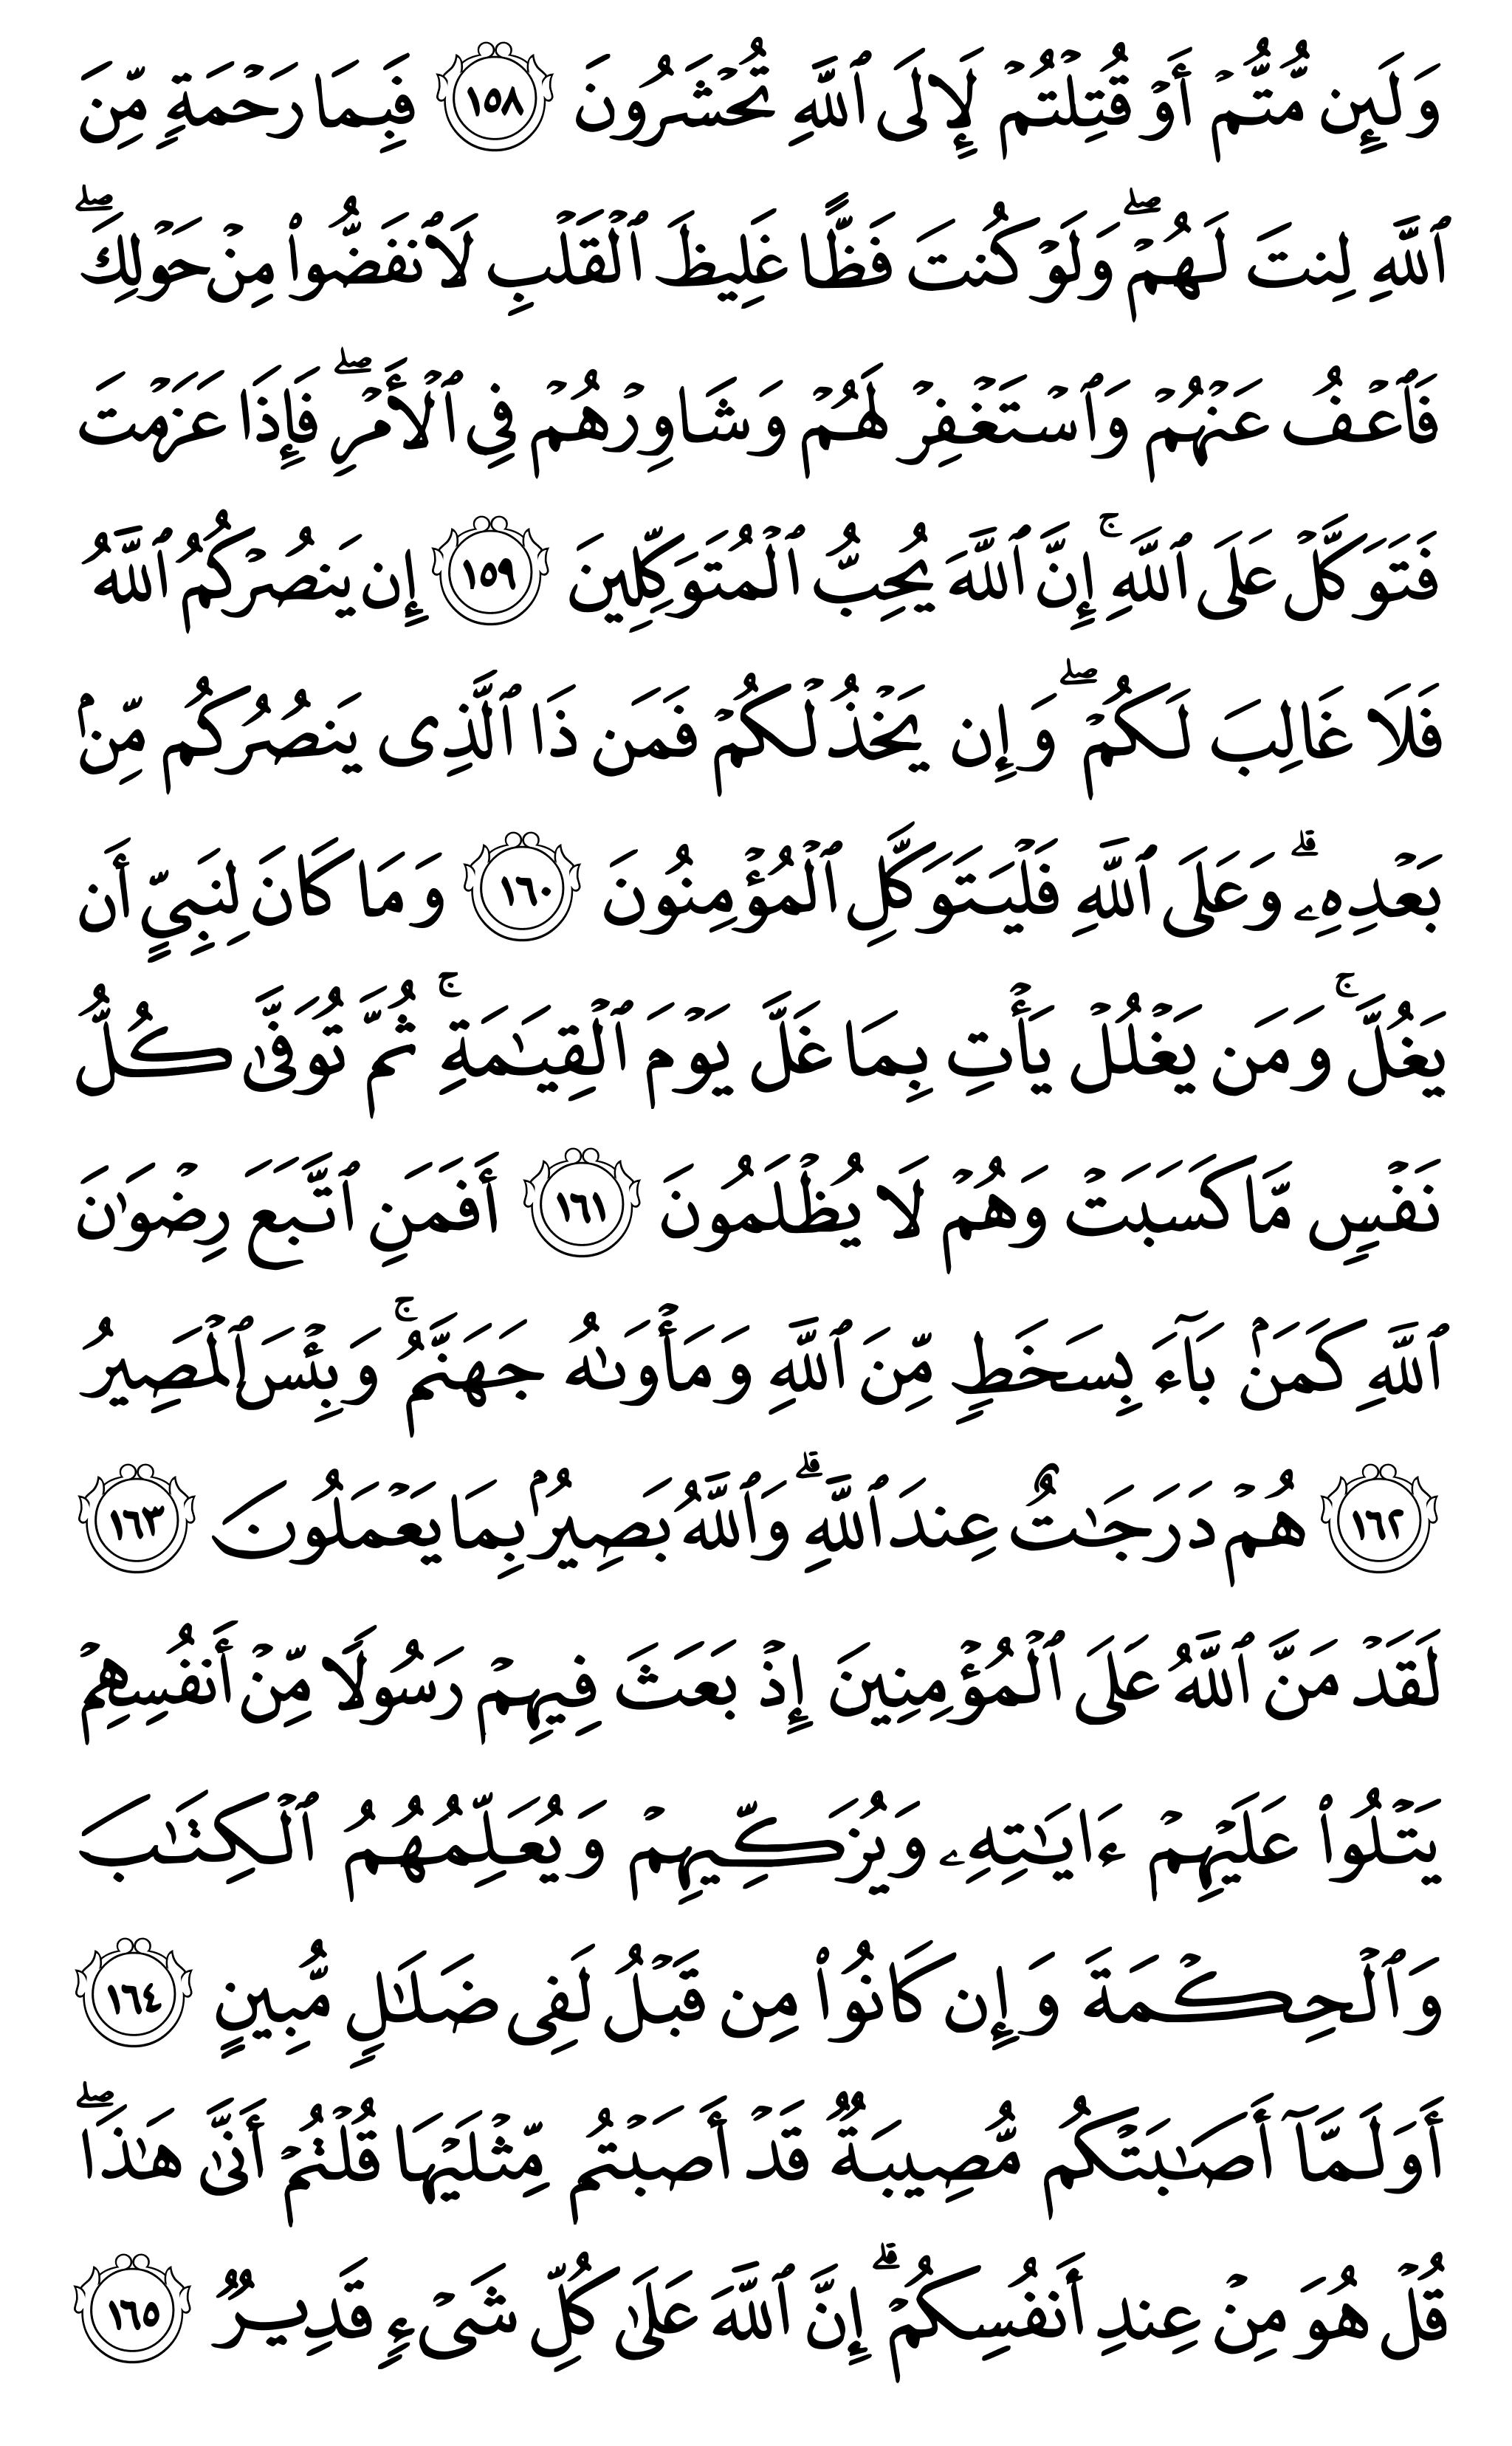 وَلَئِن مُّتُّمۡ أَوۡ قُتِلۡتُمۡ لَإِلَى ٱللَّهِ تُحۡشَرُونَ ١٥٨ فَبِمَا رَحۡمَةٖ مِّنَ
ٱللَّهِ لِنتَ لَهُمۡۖ وَلَوۡ كُنتَ فَظًّا غَلِيظَ ٱلۡقَلۡبِ لَٱنفَضُّواْ مِنۡ حَوۡلِكَۖ
فَٱعۡفُ عَنۡهُمۡ وَٱسۡتَغۡفِرۡ لَهُمۡ وَشَاوِرۡهُمۡ فِي ٱلۡأَمۡرِۖ فَإِذَا عَزَمۡتَ
فَتَوَكَّلۡ عَلَى ٱللَّهِۚ إِنَّ ٱللَّهَ يُحِبُّ ٱلۡمُتَوَكِّلِينَ ١٥٩ إِن يَنصُرۡكُمُ ٱللَّهُ
فَلَا غَالِبَ لَكُمۡۖ وَإِن يَخۡذُلۡكُمۡ فَمَن ذَا ٱلَّذِي يَنصُرُكُم مِّنۢ
بَعۡدِهِۦۗ وَعَلَى ٱللَّهِ فَلۡيَتَوَكَّلِ ٱلۡمُؤۡمِنُونَ ١٦٠ وَمَا كَانَ لِنَبِيٍّ أَن
يَغُلَّۚ وَمَن يَغۡلُلۡ يَأۡتِ بِمَا غَلَّ يَوۡمَ ٱلۡقِيَٰمَةِۚ ثُمَّ تُوَفَّىٰ كُلُّ
نَفۡسٖ مَّا كَسَبَتۡ وَهُمۡ لَا يُظۡلَمُونَ ١٦١ أَفَمَنِ ٱتَّبَعَ رِضۡوَٰنَ
ٱللَّهِ كَمَنۢ بَآءَ بِسَخَطٖ مِّنَ ٱللَّهِ وَمَأۡوَىٰهُ جَهَنَّمُۚ وَبِئۡسَ ٱلۡمَصِيرُ
١٦٢ هُمۡ دَرَجَٰتٌ عِندَ ٱللَّهِۗ وَٱللَّهُ بَصِيرُۢ بِمَا يَعۡمَلُونَ ١٦٣
لَقَدۡ مَنَّ ٱللَّهُ عَلَى ٱلۡمُؤۡمِنِينَ إِذۡ بَعَثَ فِيهِمۡ رَسُولٗا مِّنۡ أَنفُسِهِمۡ
يَتۡلُواْ عَلَيۡهِمۡ ءَايَٰتِهِۦ وَيُزَكِّيهِمۡ وَيُعَلِّمُهُمُ ٱلۡكِتَٰبَ
وَٱلۡحِكۡمَةَ وَإِن كَانُواْ مِن قَبۡلُ لَفِي ضَلَٰلٖ مُّبِينٍ ١٦٤
أَوَلَمَّآ أَصَٰبَتۡكُم مُّصِيبَةٞ قَدۡ أَصَبۡتُم مِّثۡلَيۡهَا قُلۡتُمۡ أَنَّىٰ هَٰذَاۖ
قُلۡ هُوَ مِنۡ عِندِ أَنفُسِكُمۡۗ إِنَّ ٱللَّهَ عَلَىٰ كُلِّ شَيۡءٖ قَدِيرٞ ١٦٥